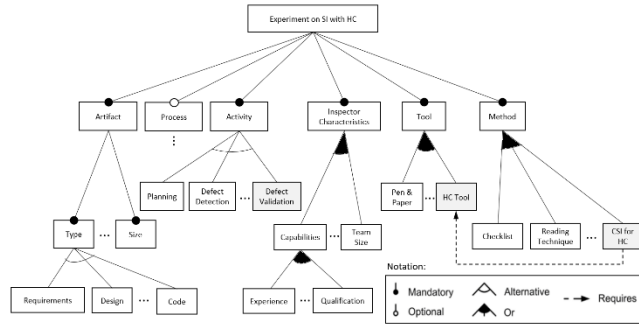 Experiment on SI with HC
Artifact
Process
Activity
Inspector
Characteristics
Tool
Method
⋮
Planning
Defect
Detection
...
Defect
Validation
Pen &
Paper
...
HC Tool
Type
...
Size
Capabilities
...
Team
Size
Checklist
Reading
Technique
...
CSI for
HC
Requirements
Design
...
Code
Experience
...
Qualification
Notation:
Mandatory
Alternative
Requires
Optional
Or